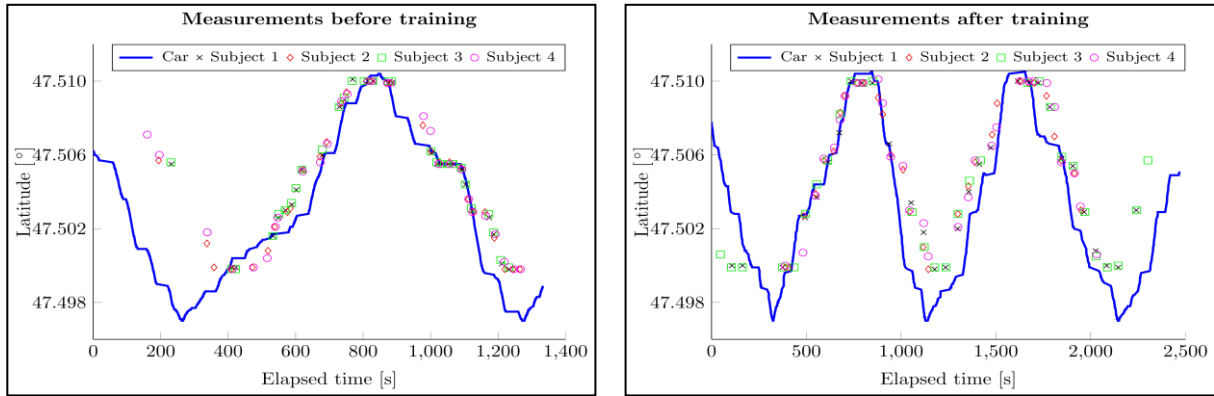 Measurements before training
Car Subject 1 Subject 2 Subject 3 Subject 4
47.510
47.506
47.502
47.498
Latitude [°]
0 200 400 600 800 1,000 1,200 1,400
Elapsed time [s]
Measurements after training
Car Subject 1 Subject 2 Subject 3 Subject 4
47.510
47.506
47.502
47.498
Latitude [°]
0 500 1,000 1,500 2,000 2,500
Elapsed time [s]